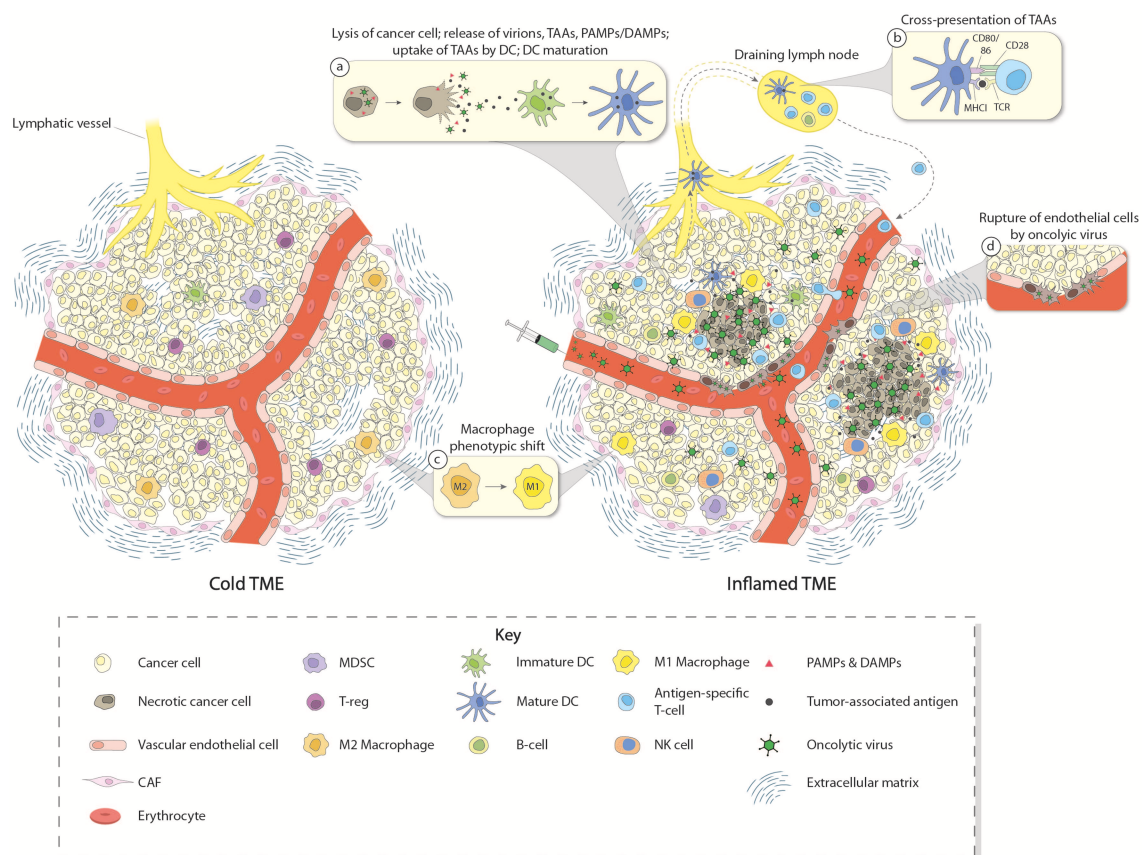 Lysis of cancer cell; release of virions, TAAs, PAMPs/DAMPs;
uptake of TAAs by DC; DC maturation
a
Cross-presentation of TAAs
b
CD80/
86
CD28
MHCI
TCR
Draining lymph node
Lymphatic vessel
Rupture of endothelial cells
by oncolyic virus
d
Macrophage
phenotypic shift
c
M2
M1
Cold TME
Inflamed TME
Key
Cancer cell
MDSC
Immature DC
M1 Macrophage
PAMPs & DAMPs
Necrotic cancer cell
T-reg
Mature DC
Antigen-specific
T-cell
Tumor-associated antigen
Vascular endothelial cell
M2 Macrophage
B-cell
NK cell
Oncolytic virus
CAF
Extracellular matrix
Erythrocyte